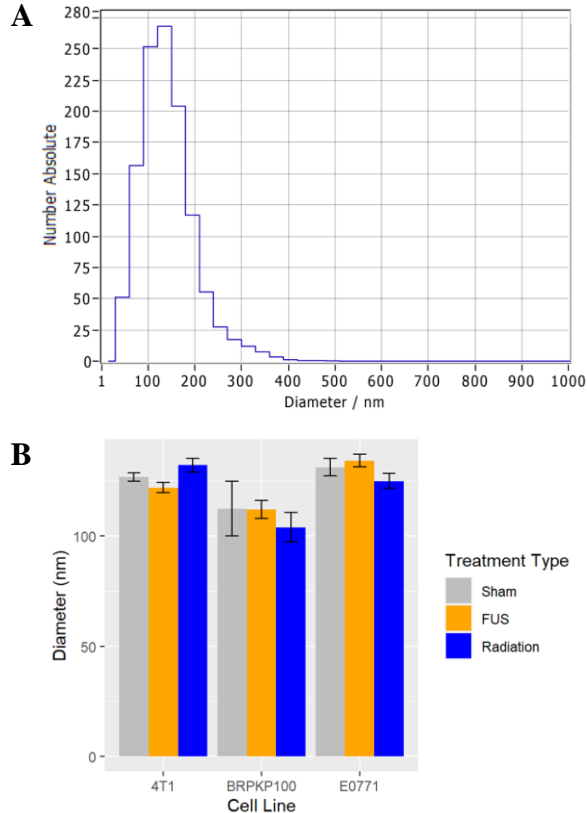 A
280
250
225
200
175
150
125
100
75
50
25
0
Number Absolute
1 100 200 300 400 500 600 700 800 900 1000
Diameter / nm
B
100
50
0
Diameter (nm)
4T1 BRPKP100 E0771
Cell Line
Treatment Type
Sham
FUS
Radiation